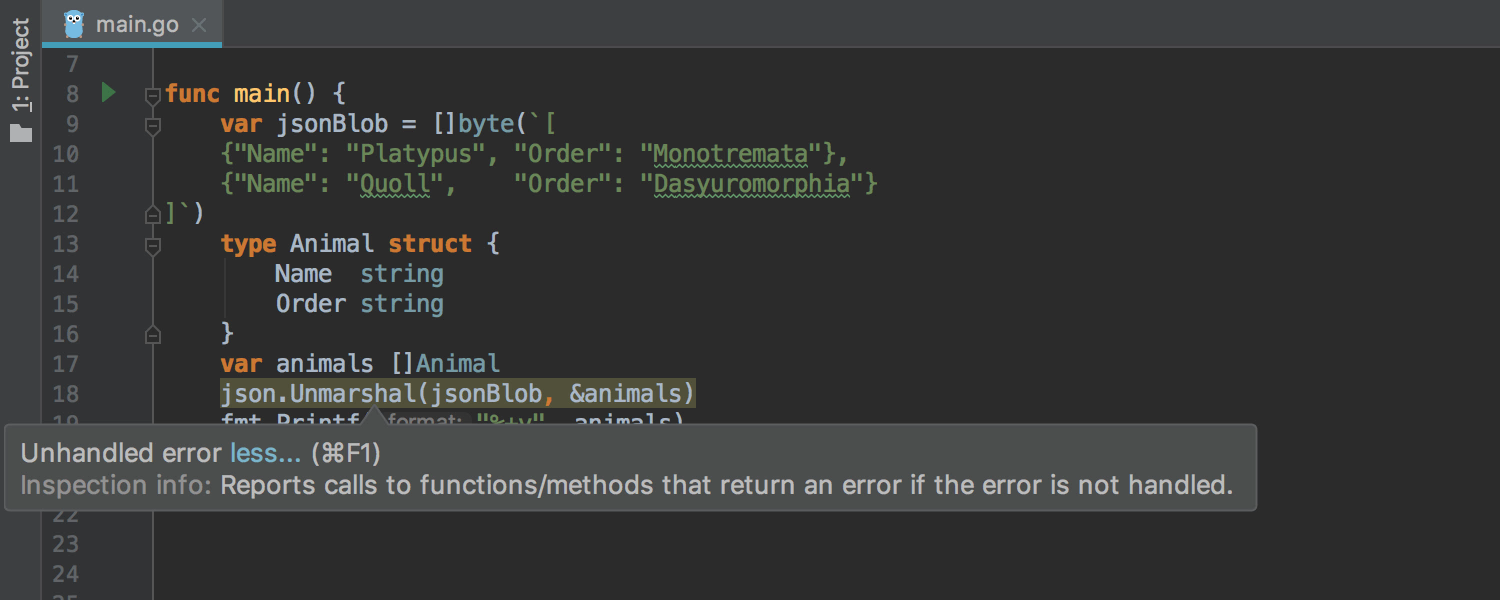 main.go
1: Project
7
8 func main() {
9 var jsonBlob = []byte(`[
10 {"Name": "Platypus", "Order": "Monotremata"},
11 {"Name": "Quoll",    "Order": "Dasyuromorphia"}
12 ]`)
13 type Animal struct {
14 Name  string
15 Order string
16 }
17 var animals []Animal
18 json.Unmarshal(jsonBlob, &animals)
19 fmt.Printf( format: "%+v", animals)
Unhandled error less... (⌘F1)
Inspection info: Reports calls to functions/methods that return an error if the error is not handled.
22
23
24
25